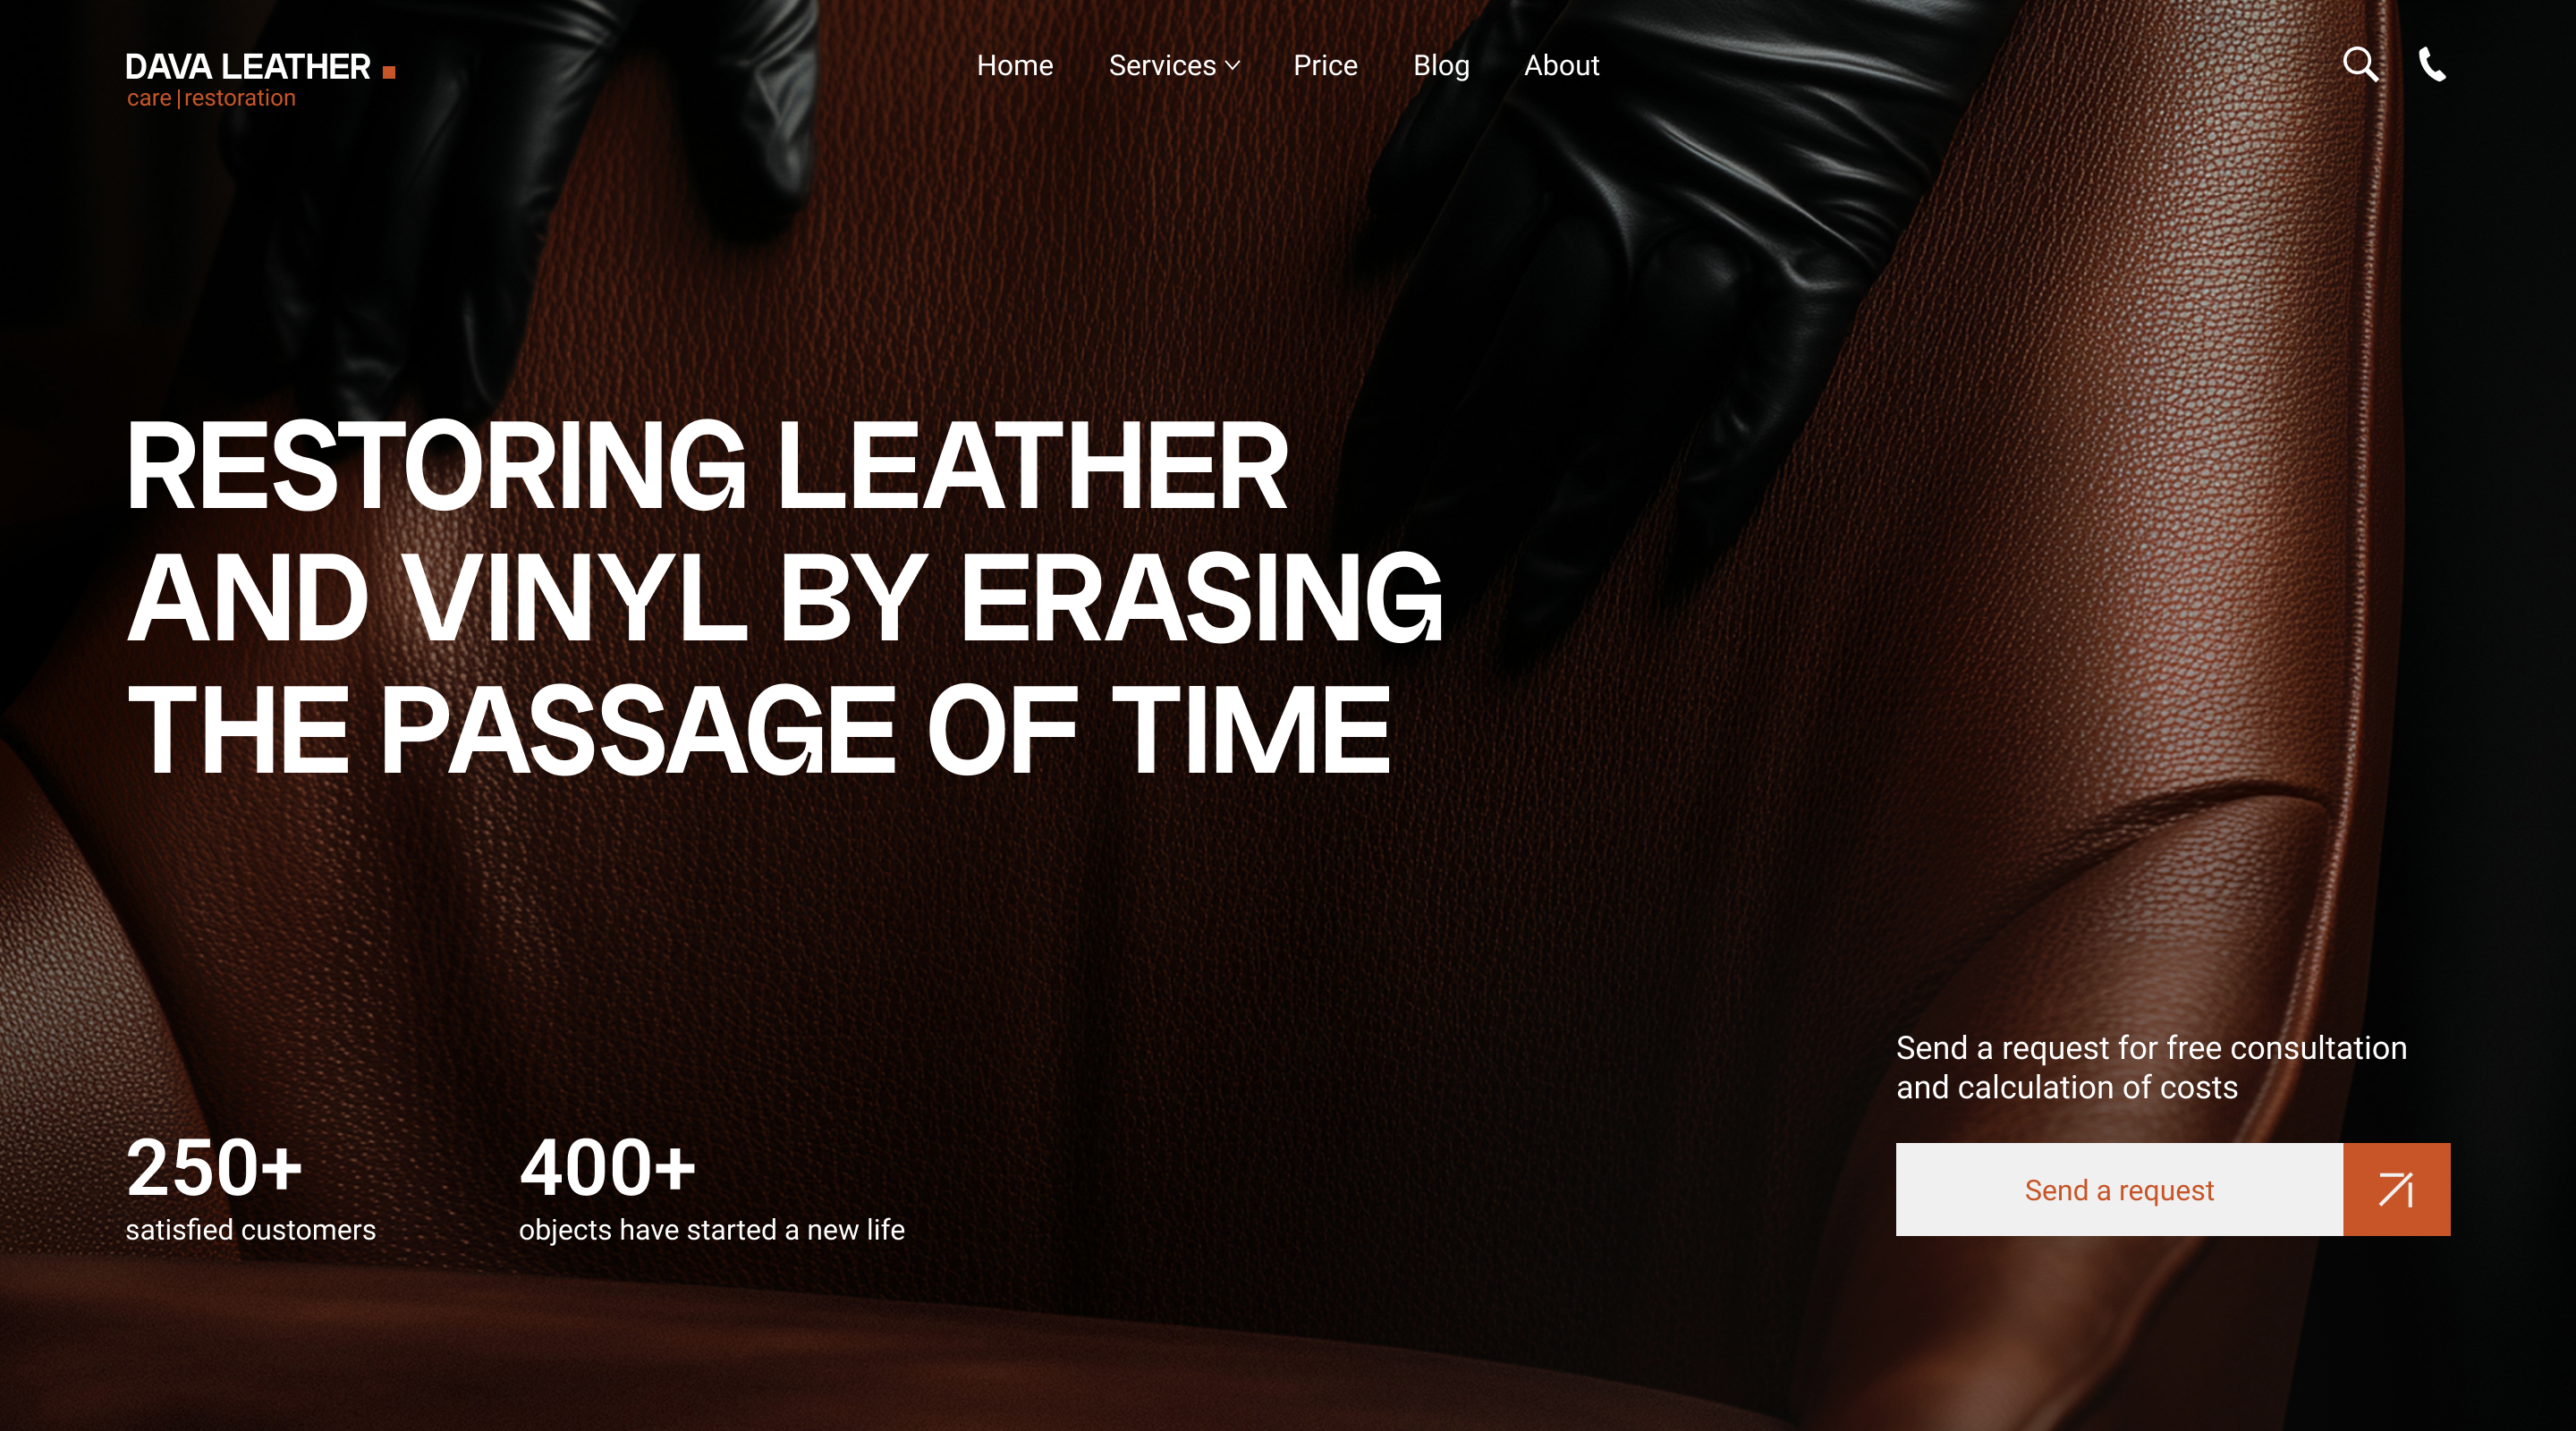 DAVA LEATHER
care|restoration
Home Services Price Blog About
RESTORING LEATHER
AND VINYL BY ERASING
THE PASSAGE OF TIME
Send a request for free consultation
and calculation of costs
250+
satisfied customers
400+
objects have started a new life
Send a request